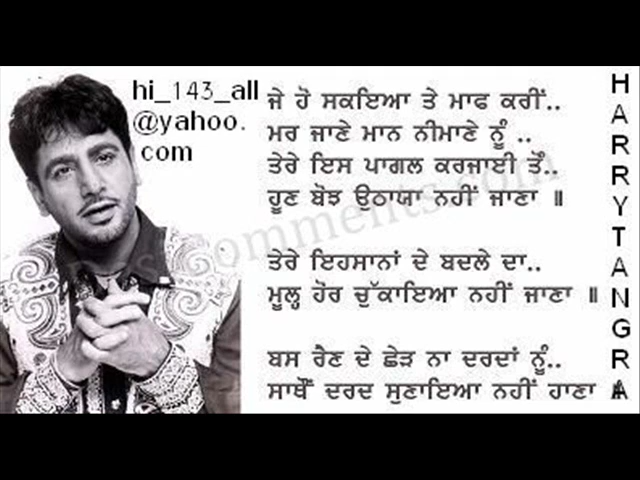 hi_143_all
@yahoo.
com
ਜੇ ਹੋ ਸਕਇਆ ਤੇ ਮਾਫ ਕਰੀਂ..
ਮਰ ਜਾਣੇ ਮਾਨ ਨੀਮਾਣੇ ਨੂੰ ..
ਤੇਰੇ ਇਸ ਪਾਗਲ ਕਰਜਾਈ ਤੋਂ..
ਹੂਣ ਬੋਝ ਉਠਾਯਾ ਨਹੀਂ ਜਾਣਾ ॥
ਤੇਰੇ ਇਹਸਾਨਾਂ ਦੇ ਬਦਲੇ ਦਾ..
ਮੂਲ੍ਹ ਹੋਰ ਚੁੱਕਾਇਆ ਨਹੀਂ ਜਾਣਾ ॥
ਬਸ ਰੈਣ ਦੇ ਛੇੜ ਨਾ ਦਰਦਾਂ ਨੂੰ..
ਸਾਥੌਂ ਦਰਦ ਸੁਣਾਇਆ ਨਹੀਂ ਹਾਣਾ
HARRYTANGRA